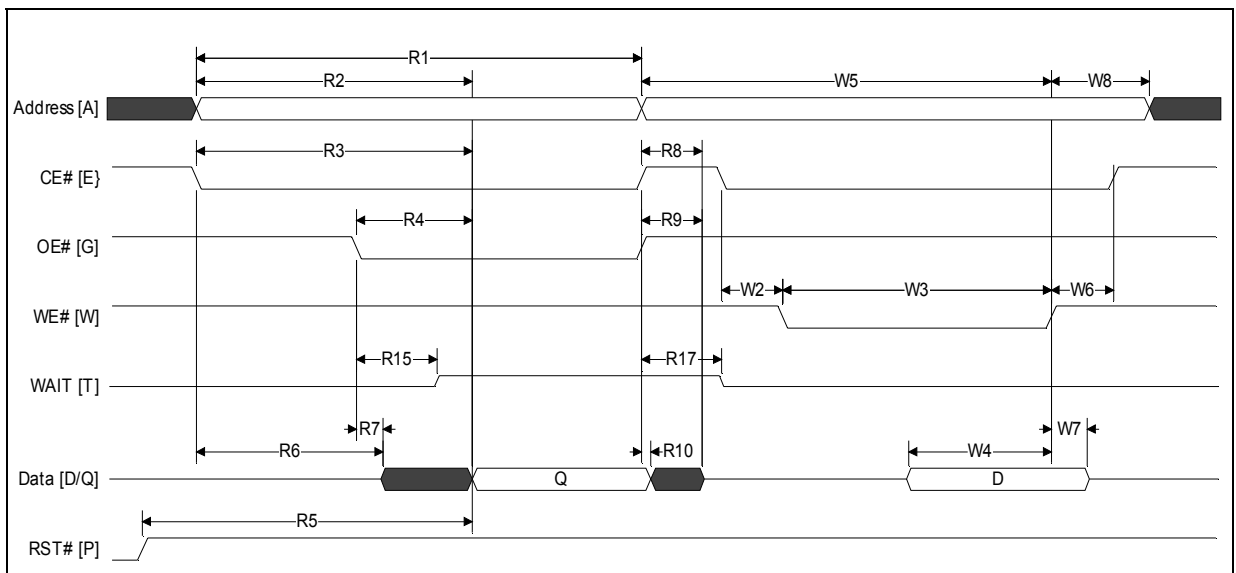 R1
R2
W5
W8
Address [A]
R3
R8
CE# [E}
R4
R9
OE# [G]
W2
W3
W6
WE# [W]
R15
R17
WAIT [T]
R7
W7
R6
R10
W4
Data [D/Q]
Q
D
R5
RST# [P]